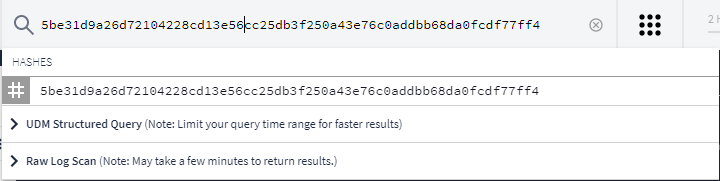 5be31d9a26d72104228cd13e56cc25db3f250a43e76c0addbb68da0fcdf77ff4
2 H
HASHES
# 5be31d9a26d72104228cd13e56cc25db3f250a43e76c0addbb68da0fcdf77ff4
UDM Structured Query (Note: Limit your query time range for faster results)
Raw Log Scan (Note: May take a few minutes to return results.)